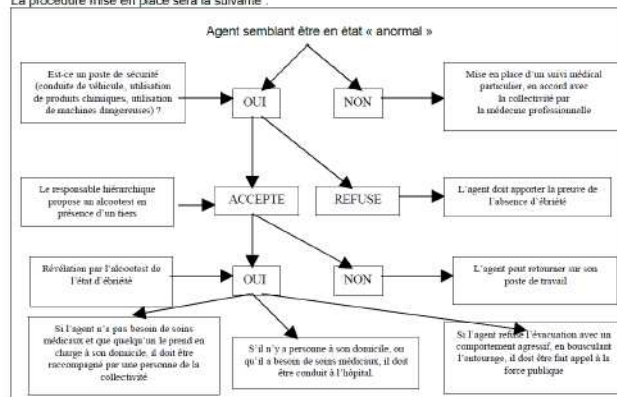 La procédure mise en place sera la suivante :
Agent semblant être en état « anormal »
Est-ce un poste de sécurité
(conduite de véhicule, utilisation
de produits chimiques, utilisation
de machines dangereuses) ?
OUI
NON
Mise en place d'un suivi médical
particulier, en accord avec
la collectivité par
la médecine professionnelle
Le responsable hiérarchique
propose un alcootest en
présence d'un tiers
ACCEPTE
REFUSE
L'agent doit apporter la preuve de
l'absence d'ébriété
Révélation par l'alcootest de
l'état d'ébriété
OUI
NON
L'agent peut retourner sur son
poste de travail
Si l'agent n'a pas besoin de soins
médicaux et que quelqu'un le prend en
charge à son domicile, il doit être
raccompagné par une personne de la
collectivité
S'il n'y a personne à son domicile, ou
qu'il a besoin de soins médicaux, il doit
être conduit à l'hôpital.
Si l'agent refuse l'évacuation avec un
comportement agressif, en bousculant
l'entourage, il doit être fait appel à la
force publique